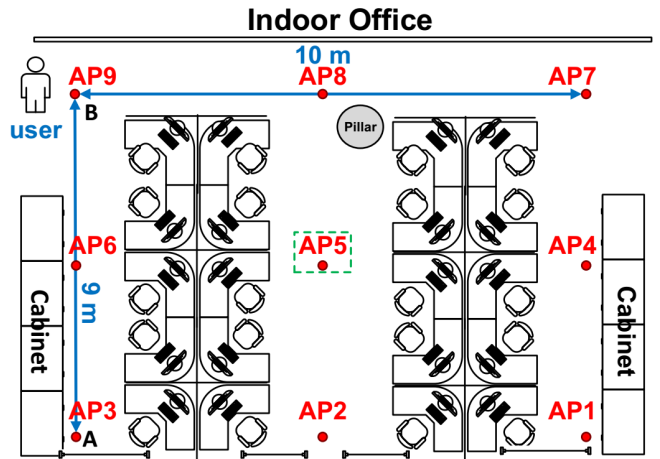 Indoor Office
10 m
AP9
AP8
AP7
B
user
Pillar
AP6
AP5
AP4
9 m
Cabinet
Cabinet
AP3
A
AP2
AP1